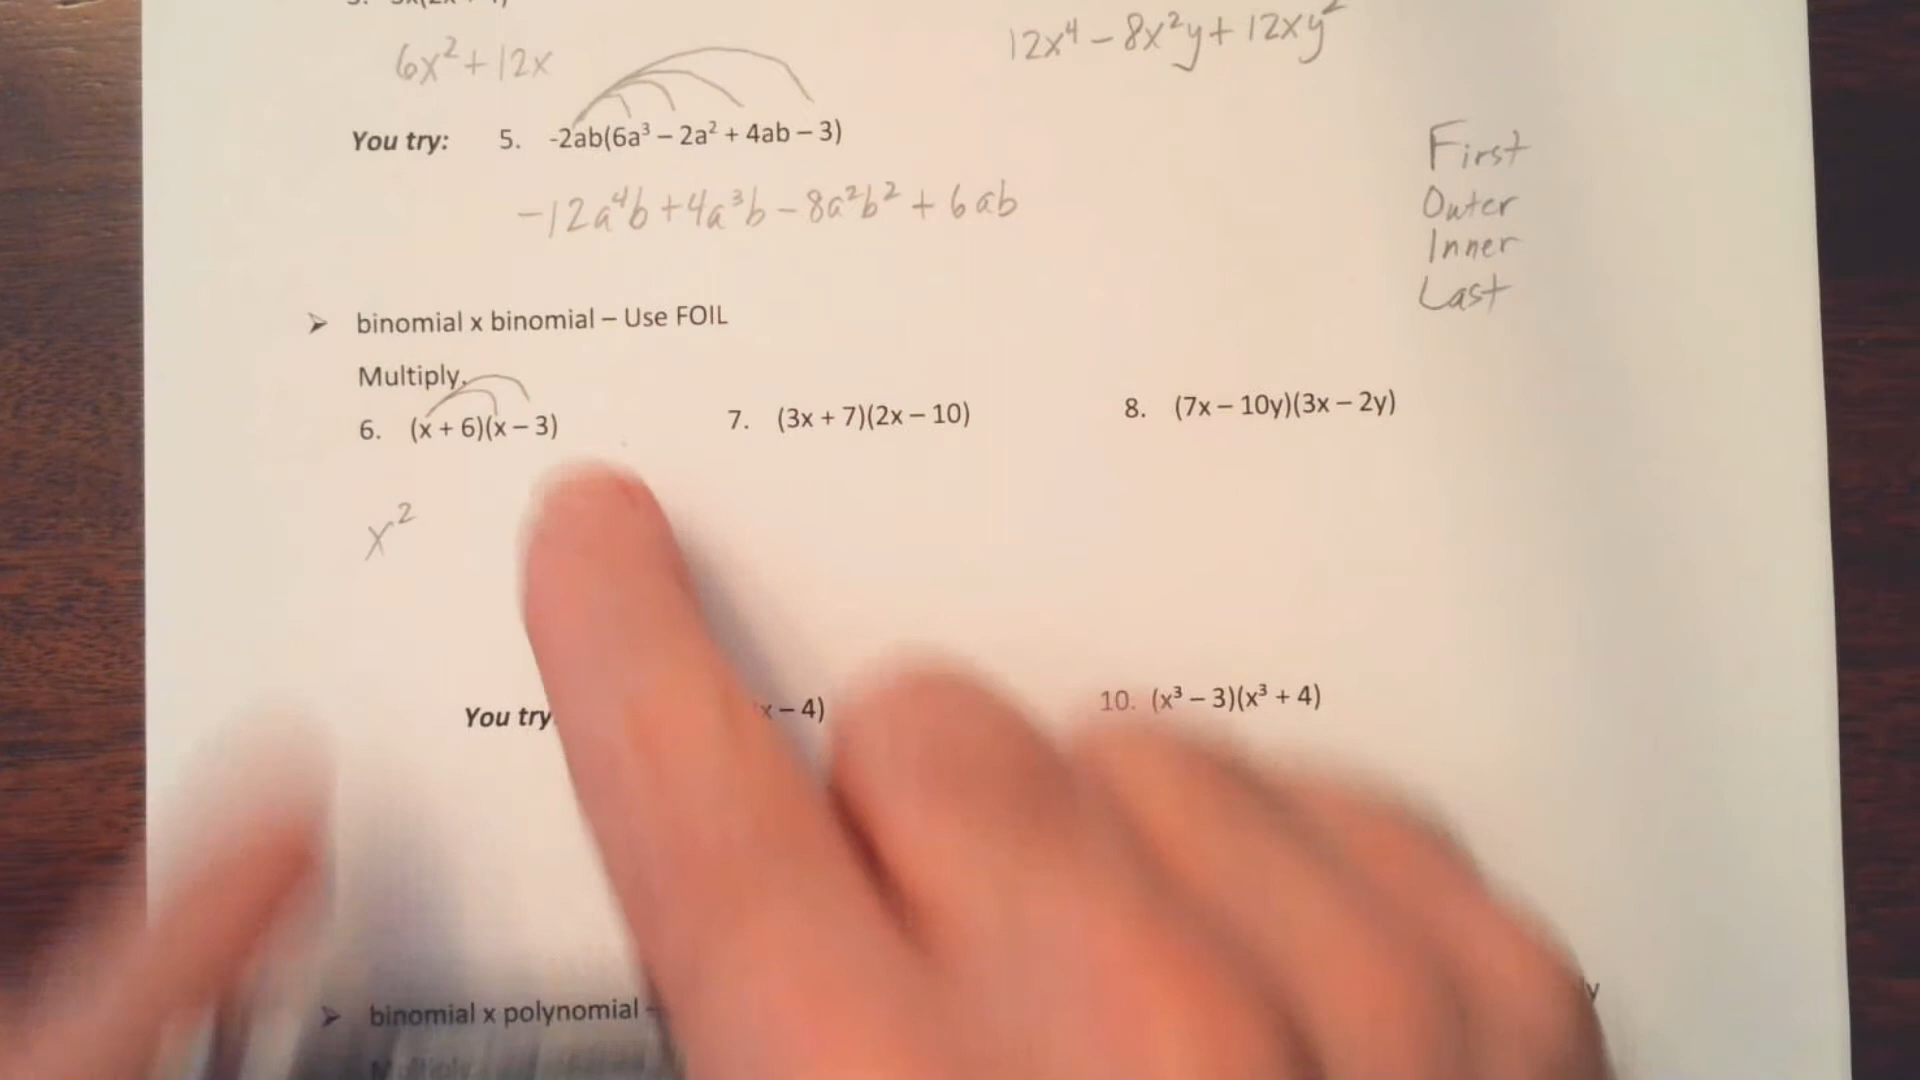 6x² + 12x
12x⁴ – 8x²y + 12xy²
You try: 5. -2ab(6a³ – 2a² + 4ab – 3)
-12a⁴b + 4a³b – 8a²b² + 6ab
First
Outer
Inner
Last
➢ binomial x binomial – Use FOIL
Multiply.
6. (x + 6)(x – 3)
7. (3x + 7)(2x – 10)
8. (7x – 10y)(3x – 2y)
x²
You try
x – 4)
10. (x³ – 3)(x³ + 4)
➢ binomial x polynomial –
Multiply